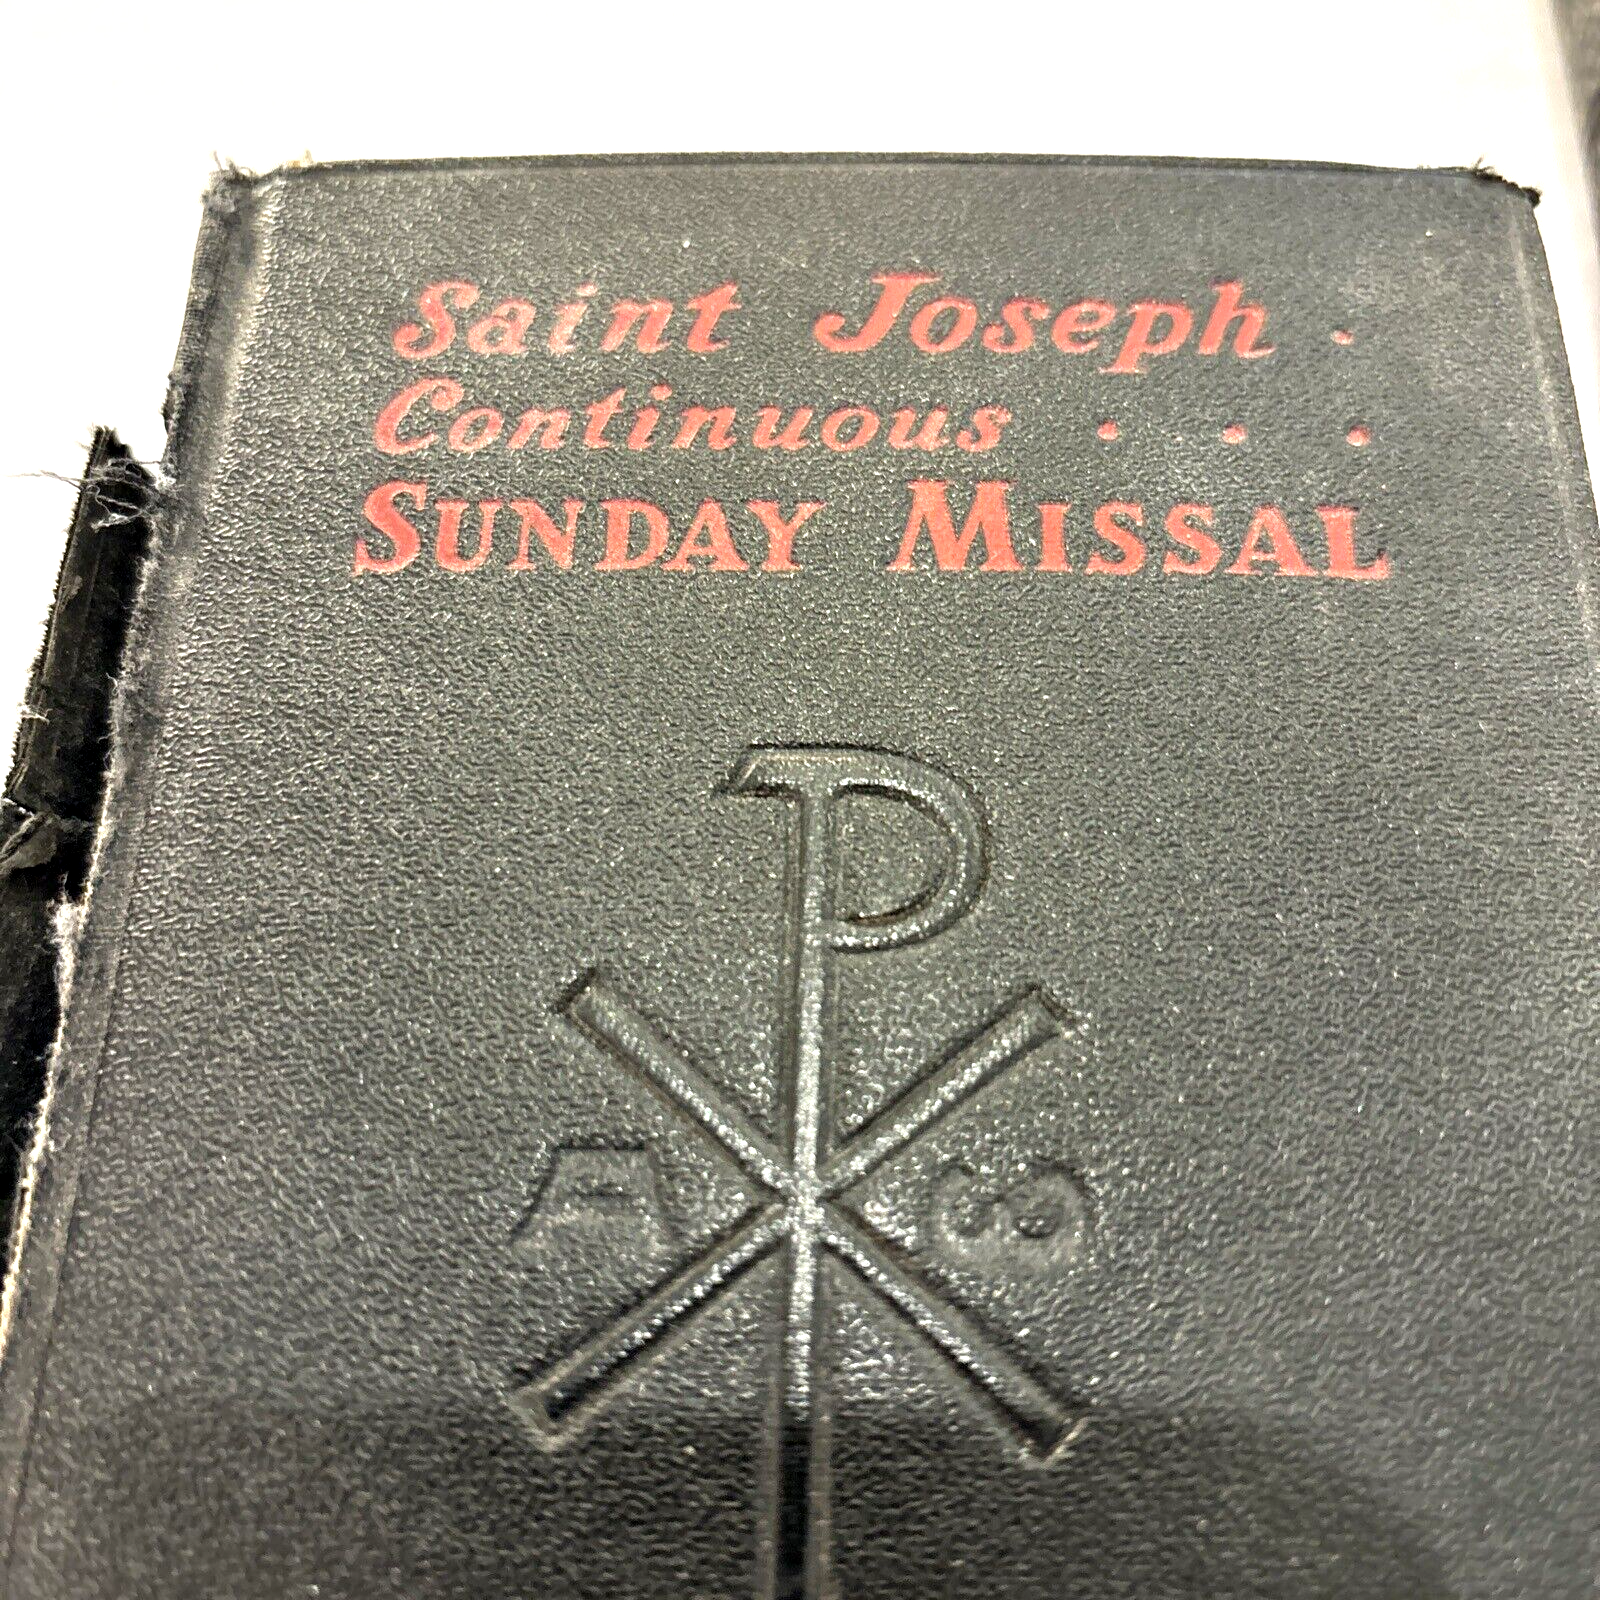 Saint Joseph .
Continuous . . .
SUNDAY MISSAL
P
A ω